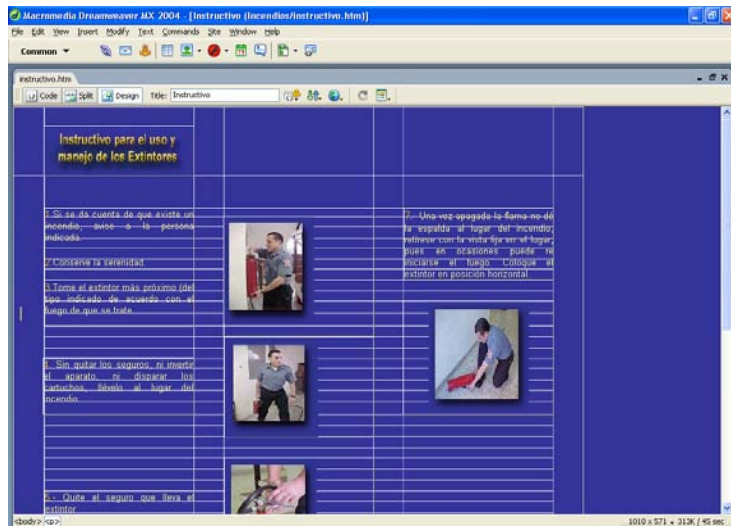 Macromedia Dreamweaver MX 2004 - [Instructivo (Incendios/instructivo.htm)]
File Edit View Insert Modify Text Commands Site Window Help
Common
instructivo.htm
Code Split Design Title: Instructivo
Instructivo para el uso y
manejo de los Extintores
1.Si se da cuenta de que existe un
incendio, avise a la persona
indicada.
2.Conserve la serenidad.
3.Tome el extintor más próximo (del
tipo indicado de acuerdo con el
fuego de que se trate
4. Sin quitar los seguros, ni invertir
el aparato, ni disparar los
cartuchos, llévelo al lugar del
incendio.
5.- Quite el seguro que lleva el
extintor
7. Una vez apagada la flama no dé
la espalda al lugar del incendio;
retírese con la vista fija en el lugar,
pues en ocasiones puede re
iniciarse el fuego. Coloque el
extintor en posición horizontal.
<body> <p>
1010 x 571 313K / 45 sec